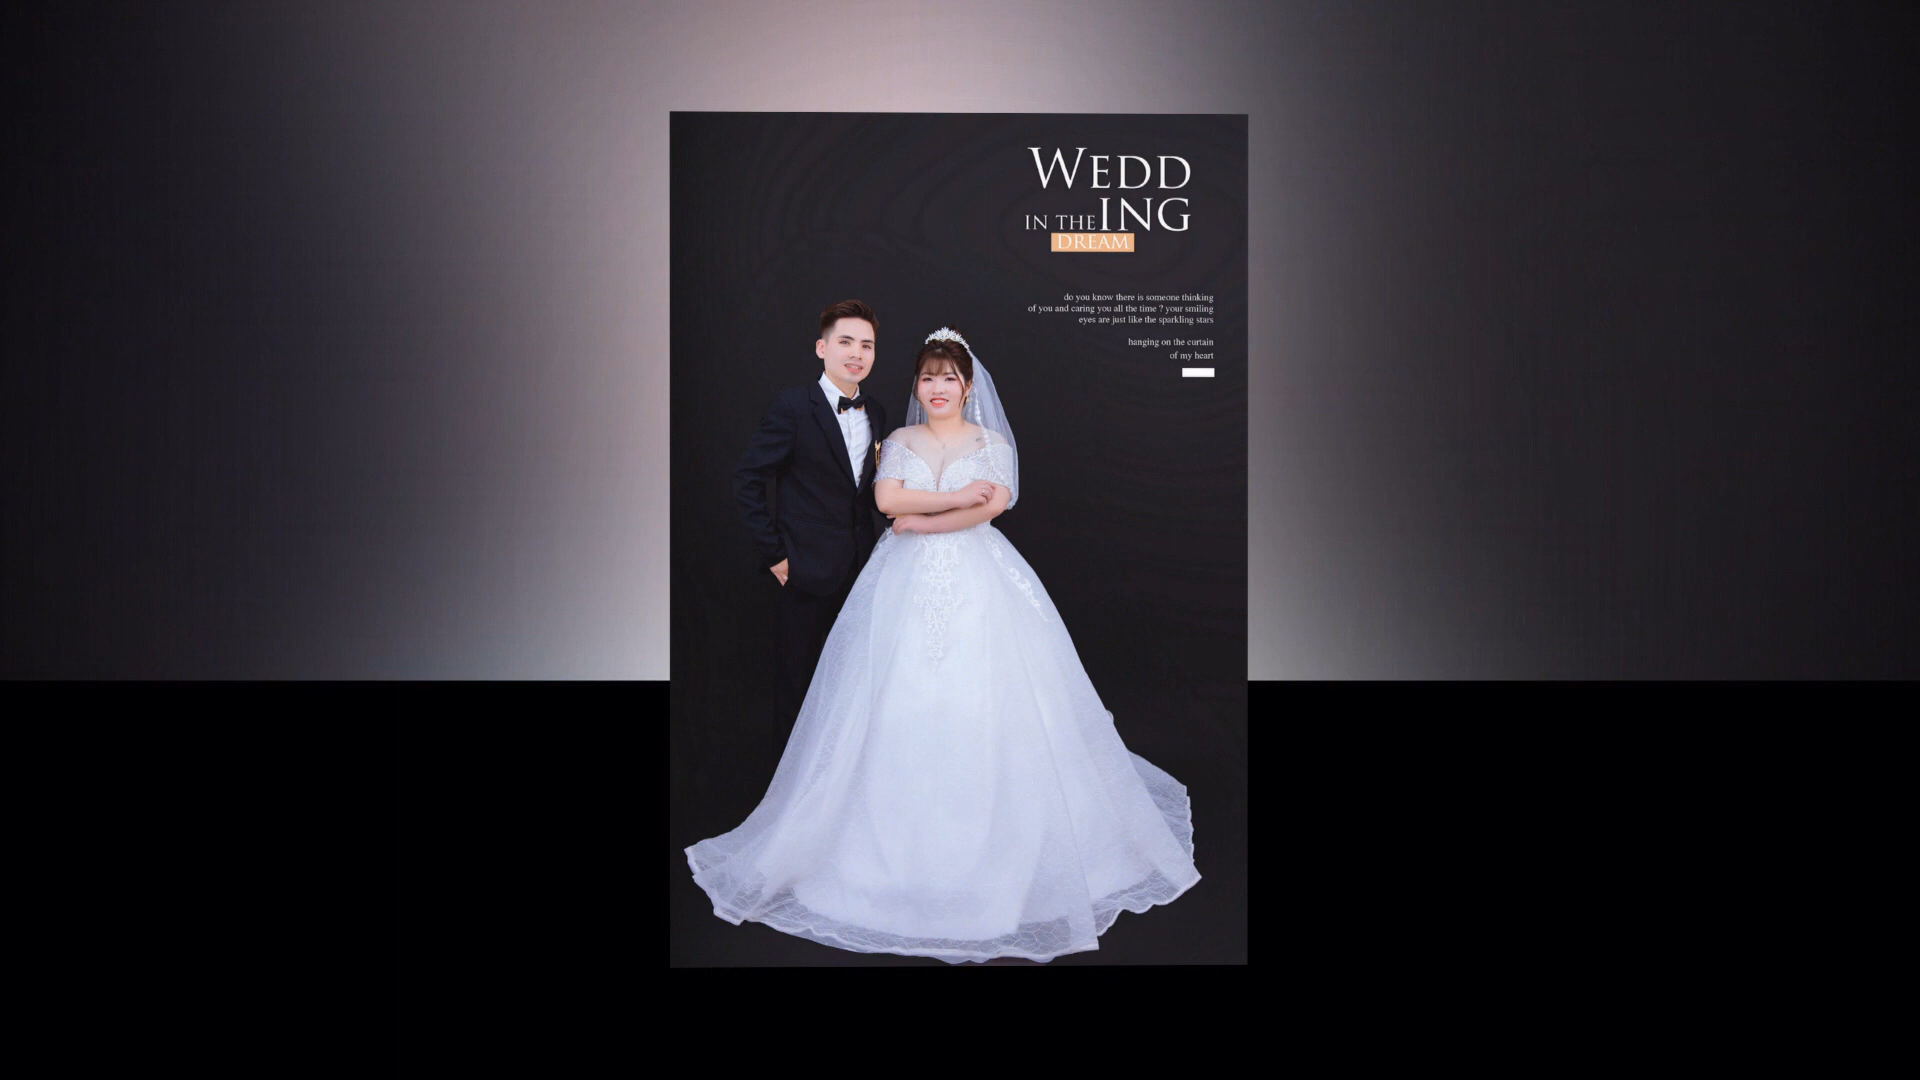 WEDD
IN THE ING
DREAM
do you know there is someone thinking
of you and caring you all the time ? your smiling
eyes are just like the sparkling stars
hanging on the curtain
of my heart